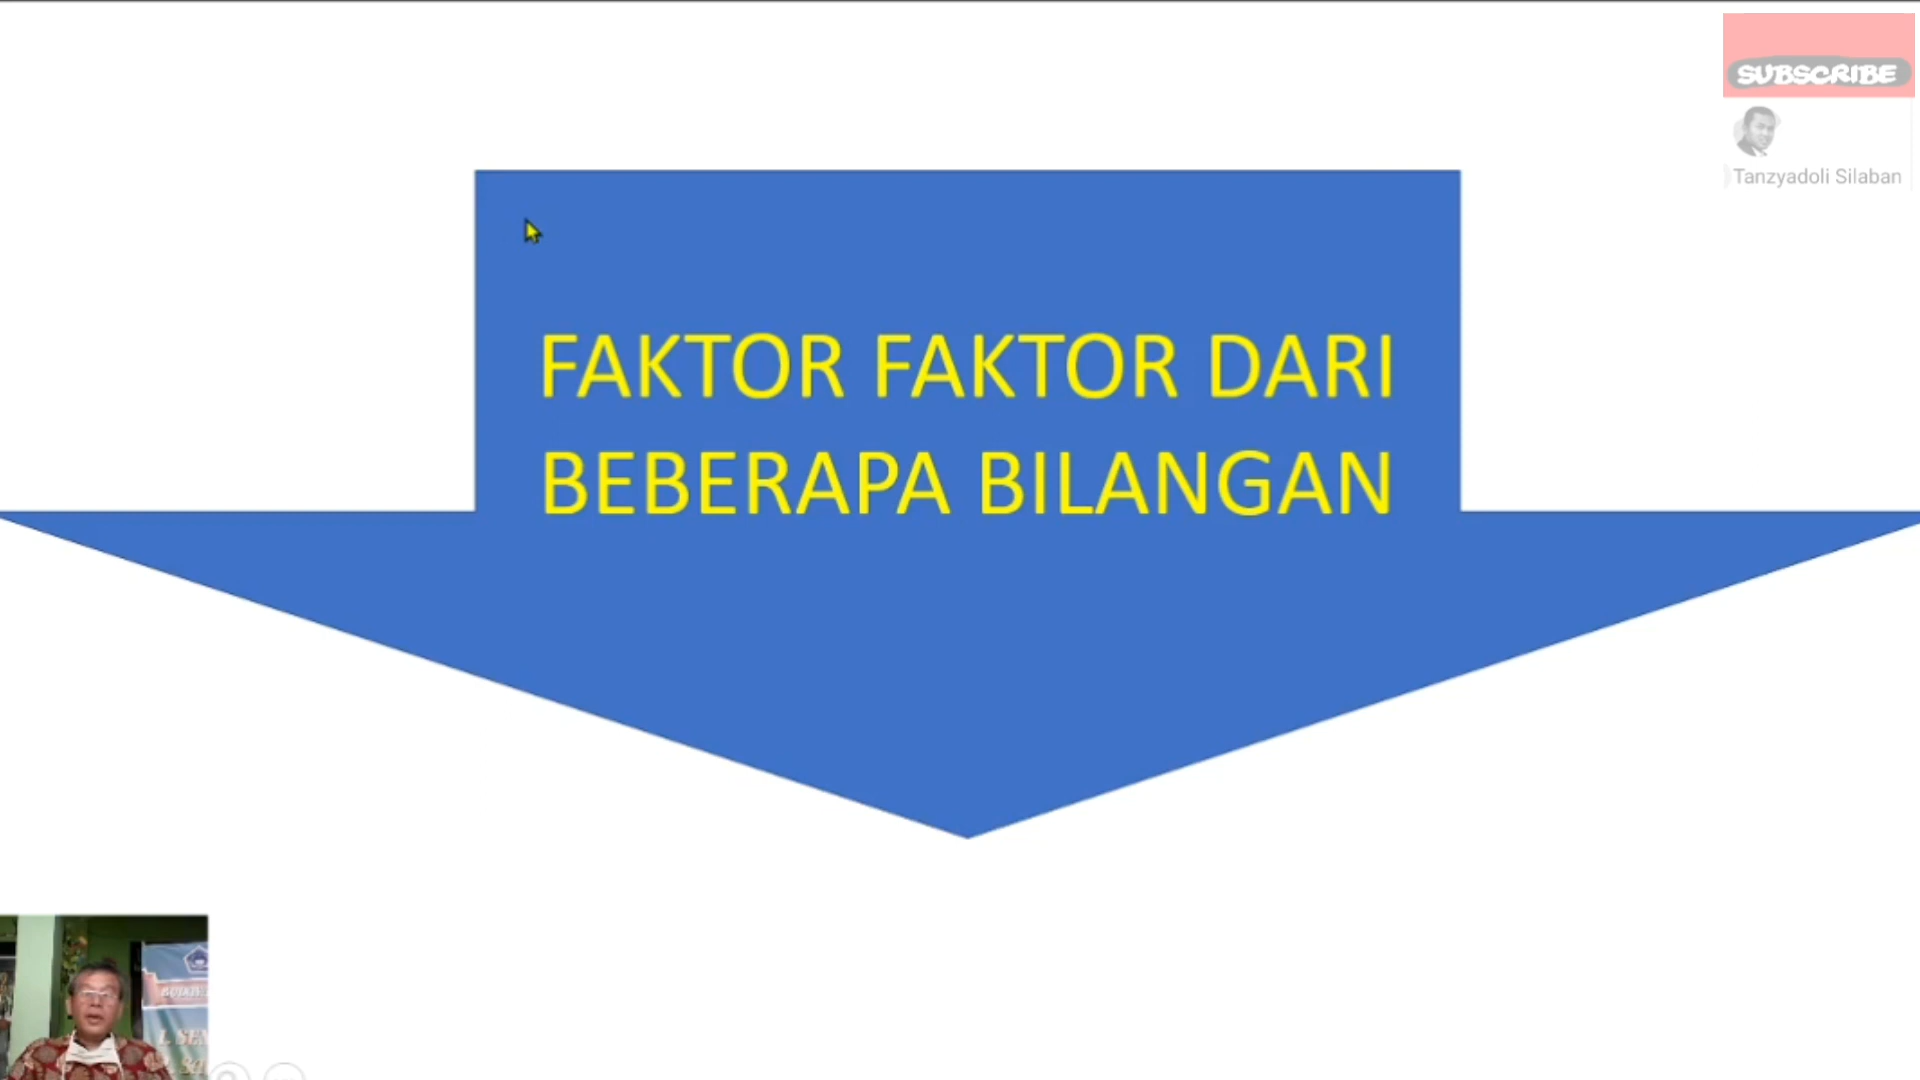 SUBSCRIBE
Tanzyadoli Silaban
FAKTOR FAKTOR DARI
BEBERAPA BILANGAN